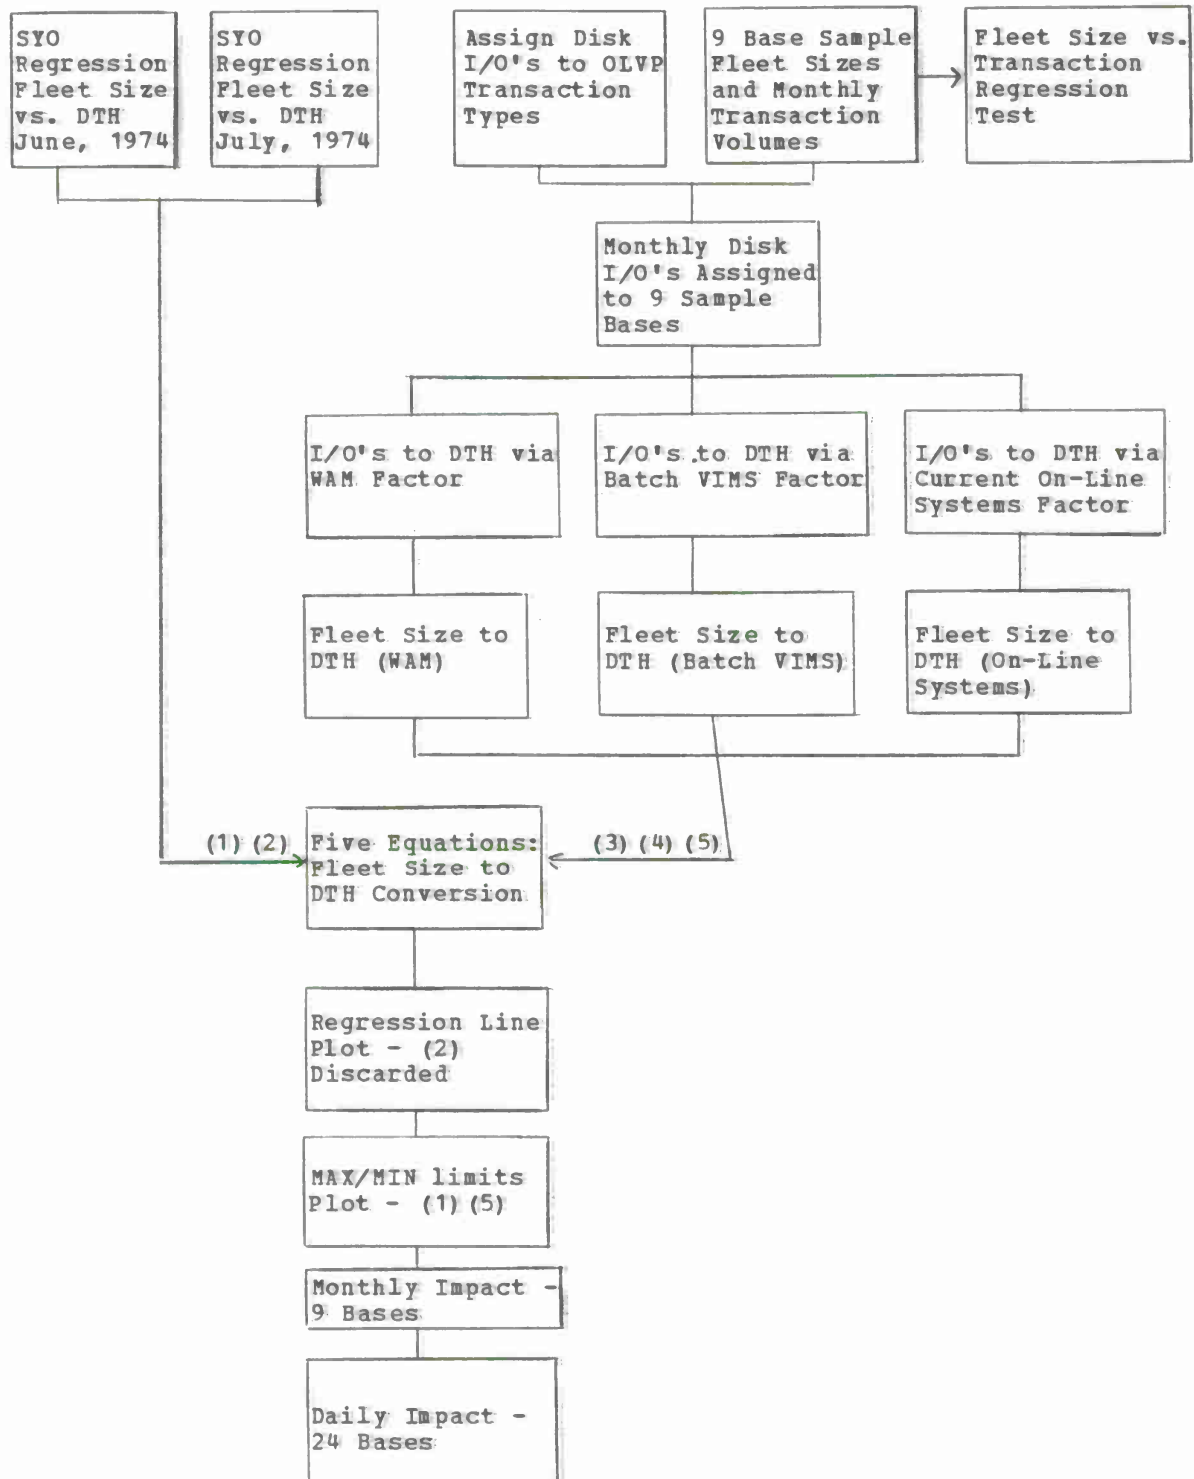 SYO
Regression
Fleet Size
vs. DTH
June, 1974
SYO
Regression
Fleet Size
vs. DTH
July, 1974
Assign Disk
I/O's to OLVP
Transaction
Types
9 Base Sample
Fleet Sizes
and Monthly
Transaction
Volumes
Fleet Size vs.
Transaction
Regression
Test
Monthly Disk
I/O's Assigned
to 9 Sample
Bases
I/O's to DTH via
WAM Factor
I/O's to DTH via
Batch VIMS Factor
I/O's to DTH via
Current On-Line
Systems Factor
Fleet Size to
DTH (WAM)
Fleet Size to
DTH (Batch VIMS)
Fleet Size to
DTH (On-Line
Systems)
(1) (2)
Five Equations:
Fleet Size to
DTH Conversion
(3) (4) (5)
Regression Line
Plot - (2)
Discarded
MAX/MIN limits
Plot - (1) (5)
Monthly Impact -
9 Bases
Daily Impact -
24 Bases